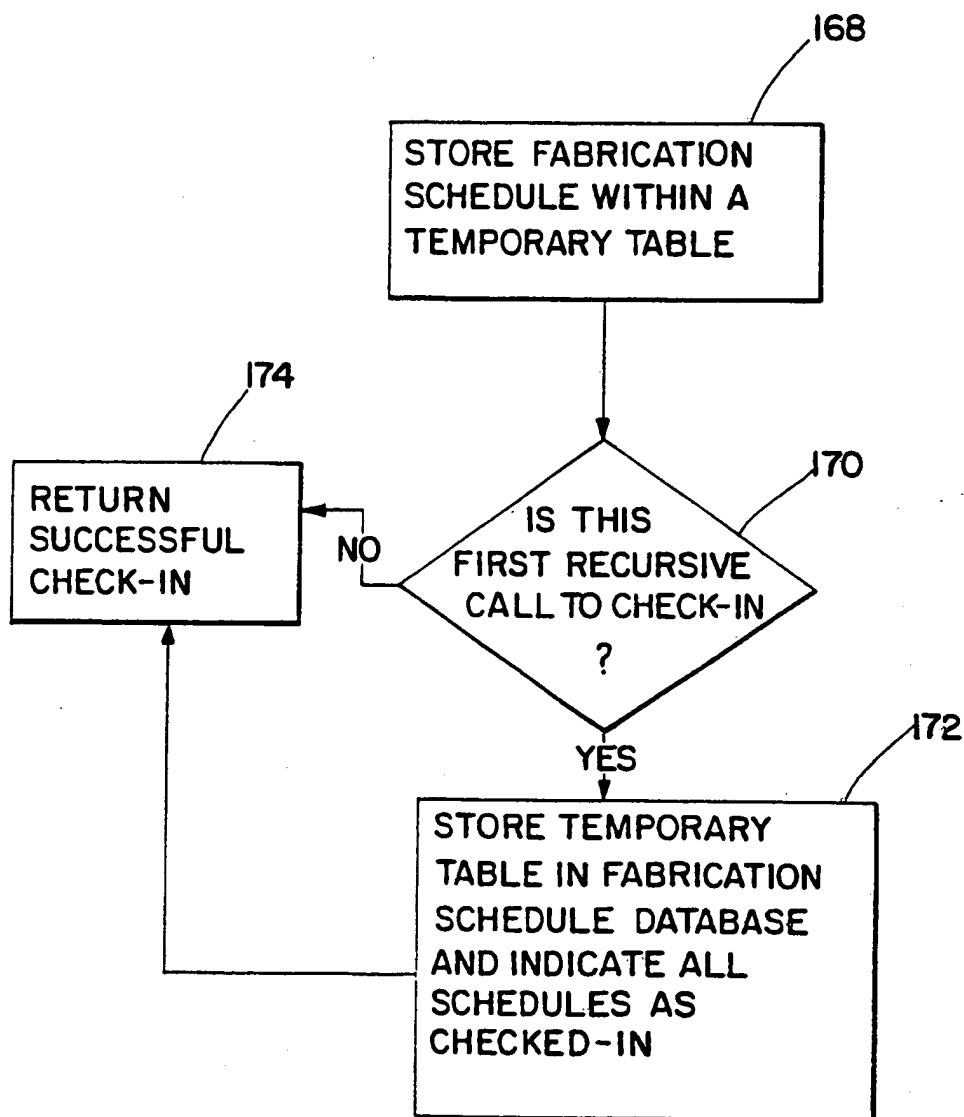 168
STORE FABRICATION
SCHEDULE WITHIN A
TEMPORARY TABLE
174
RETURN
SUCCESSFUL
CHECK-IN
NO
170
IS THIS
FIRST RECURSIVE
CALL TO CHECK-IN
?
YES
172
STORE TEMPORARY
TABLE IN FABRICATION
SCHEDULE DATABASE
AND INDICATE ALL
SCHEDULES AS
CHECKED-IN